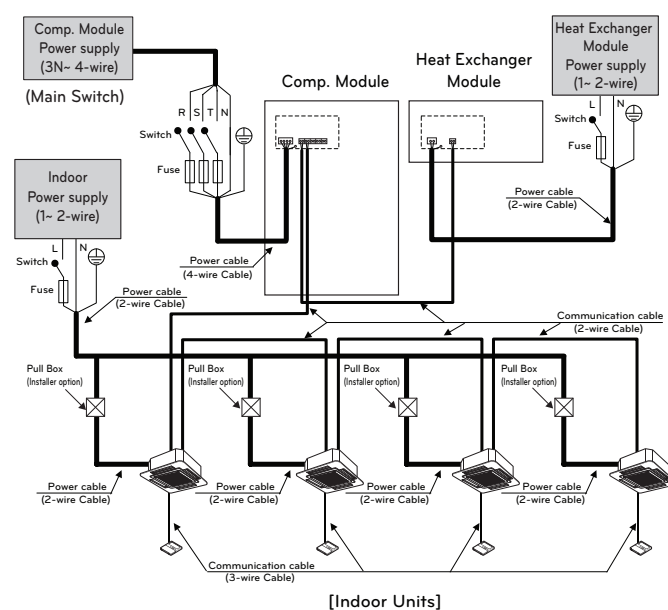 Comp. Module
Power supply
(3N~ 4-wire)
(Main Switch)
R S T N
Switch
Fuse
Comp. Module
Heat Exchanger
Module
Heat Exchanger
Module
Power supply
(1~ 2-wire)
L N
Switch
Fuse
Indoor
Power supply
(1~ 2-wire)
L N
Switch
Fuse
Power cable
(2-wire Cable)
Power cable
(4-wire Cable)
Power cable
(2-wire Cable)
Communication cable
(2-wire Cable)
Pull Box
(Installer option)
Pull Box
(Installer option)
Pull Box
(Installer option)
Pull Box
(Installer option)
Power cable
(2-wire Cable)
Power cable
(2-wire Cable)
Power cable
(2-wire Cable)
Power cable
(2-wire Cable)
Communication cable
(3-wire Cable)
[Indoor Units]